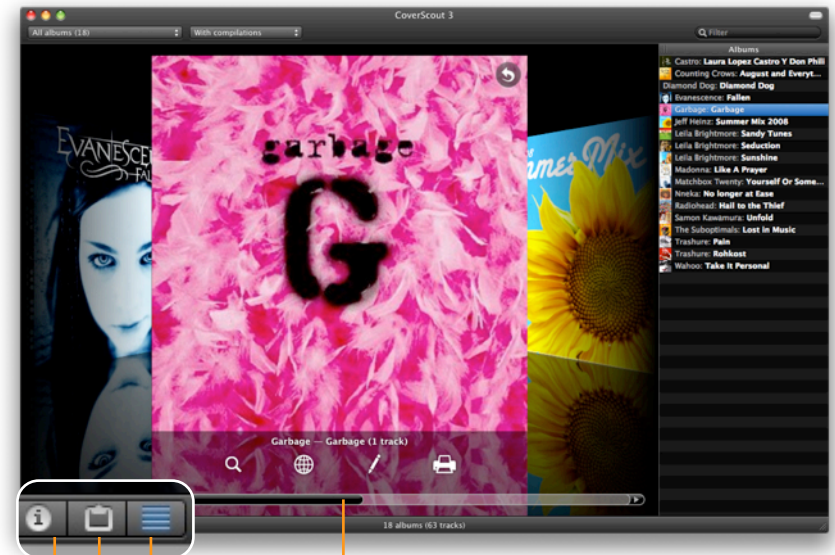 CoverScout 3
All albums (18)
With compilations
Filter
Albums
Castro: Laura Lopez Castro Y Don Phili
Counting Crows: August and Everyt...
Diamond Dog: Diamond Dog
Evanescence: Fallen
Garbage: Garbage
Jeff Heinz: Summer Mix 2008
Leila Brightmore: Sandy Tunes
Leila Brightmore: Seduction
Leila Brightmore: Sunshine
Madonna: Like A Prayer
Matchbox Twenty: Yourself Or Some...
Nneka: No longer at Ease
Radiohead: Hail to the Thief
Samon Kawamura: Unfold
The Suboptimals: Lost in Music
Trashure: Pain
Trashure: Rohkost
Wahoo: Take It Personal
EVANESCE
FAL
garbage
G
mmer Mix
Garbage — Garbage (1 track)
18 albums (63 tracks)